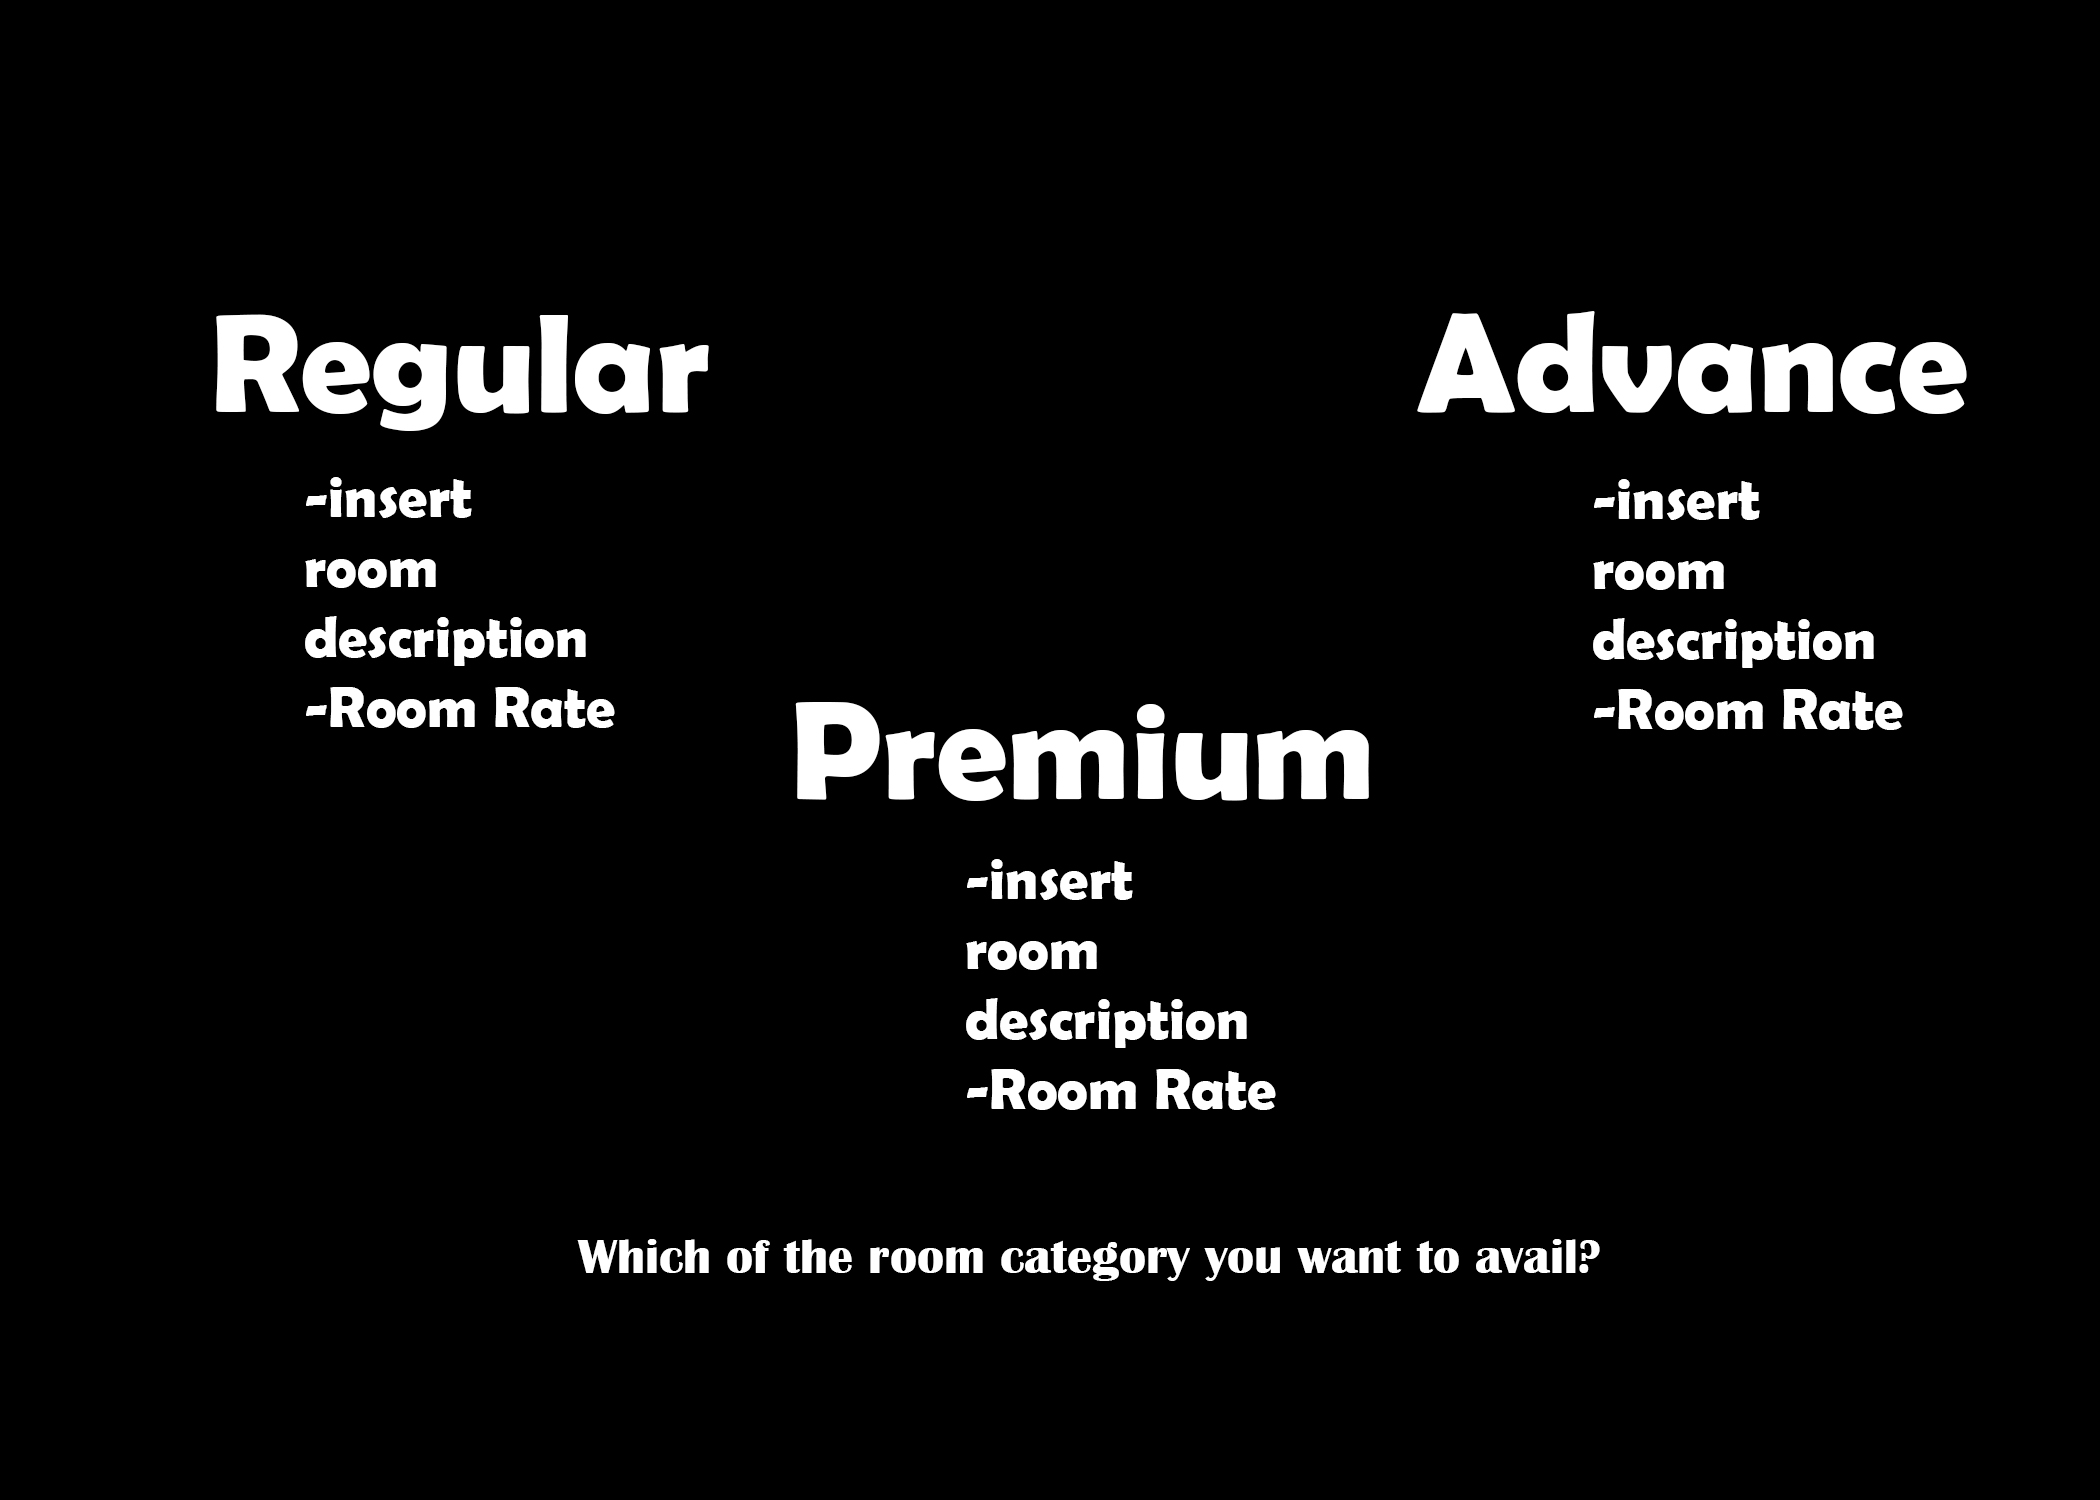 Regular
-insert
room
description
-Room Rate
Advance
-insert
room
description
-Room Rate
Premium
-insert
room
description
-Room Rate
Which of the room category you want to avail?